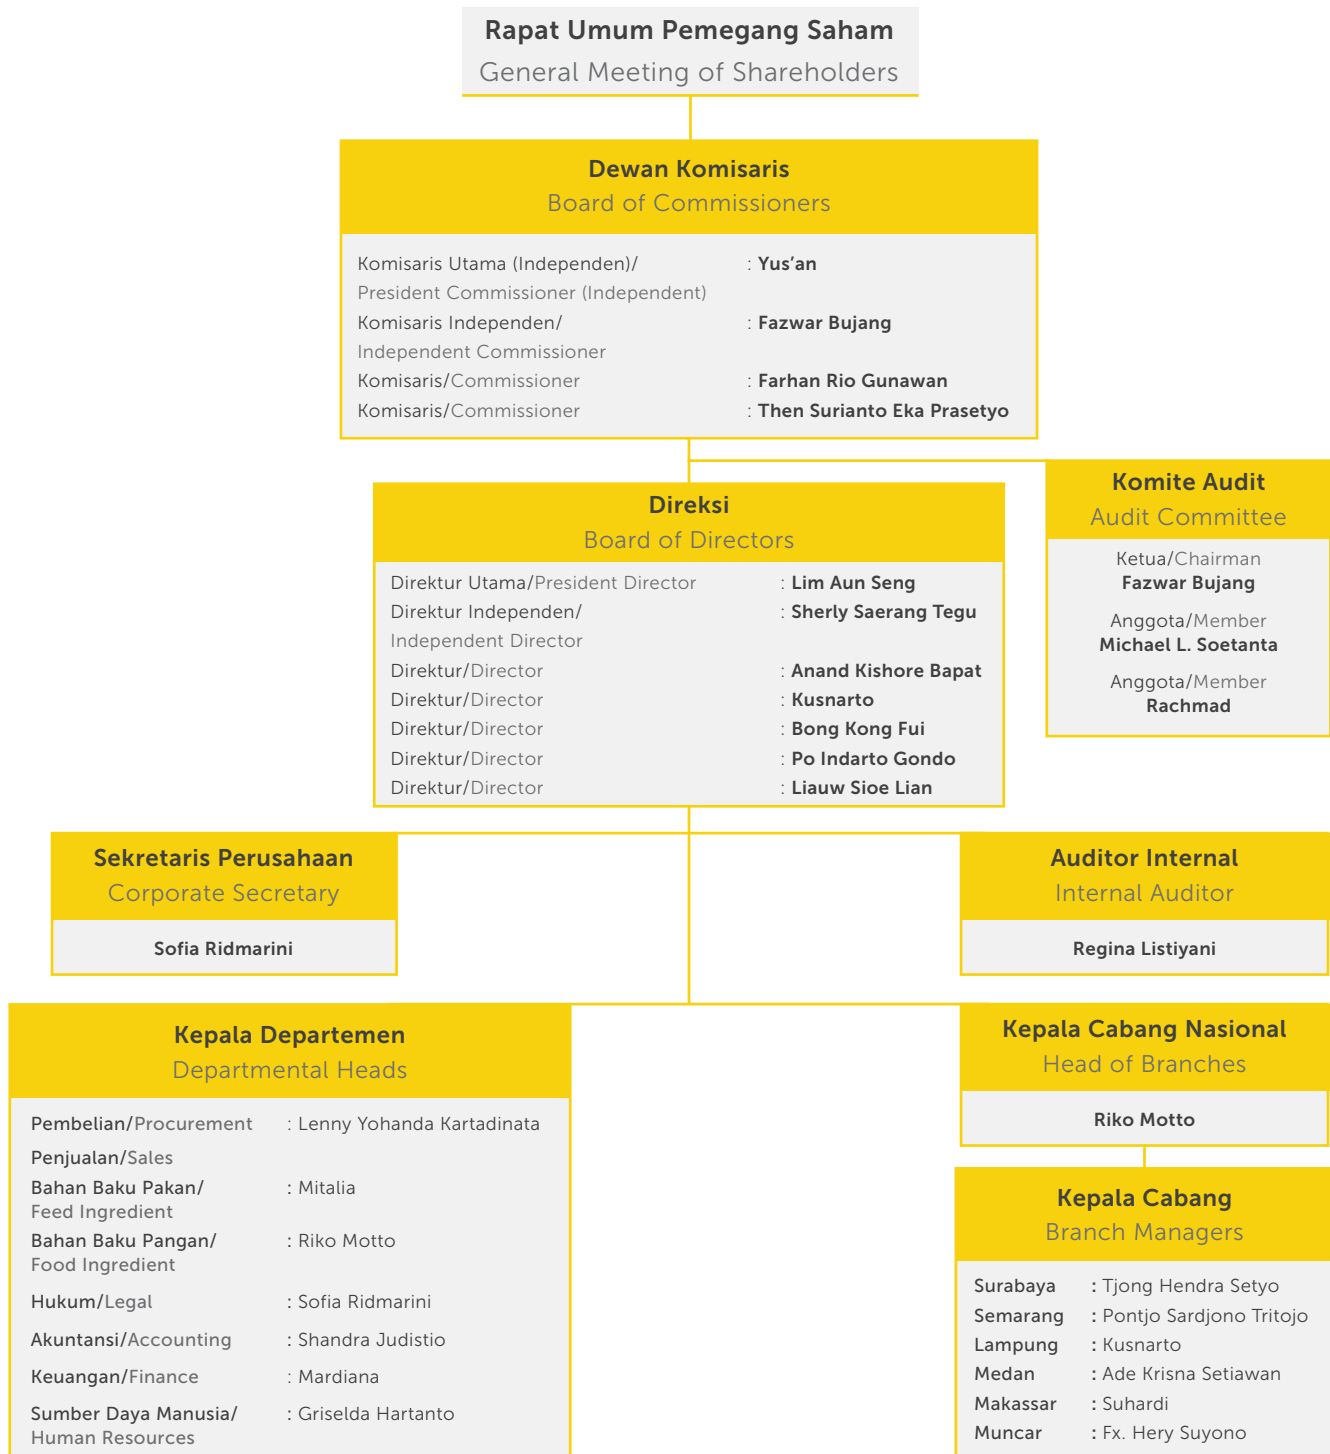 Rapat Umum Pemegang Saham
General Meeting of Shareholders
Dewan Komisaris
Board of Commissioners
Komisaris Utama (Independen)/ : Yus’an
President Commissioner (Independent)
Komisaris Independen/ : Fazwar Bujang
Independent Commissioner
Komisaris/Commissioner : Farhan Rio Gunawan
Komisaris/Commissioner : Then Surianto Eka Prasetyo
Komite Audit
Audit Committee
Ketua/Chairman
Fazwar Bujang
Anggota/Member
Michael L. Soetanta
Anggota/Member
Rachmad
Direksi
Board of Directors
Direktur Utama/President Director : Lim Aun Seng
Direktur Independen/ : Sherly Saerang Tegu
Independent Director
Direktur/Director : Anand Kishore Bapat
Direktur/Director : Kusnarto
Direktur/Director : Bong Kong Fui
Direktur/Director : Po Indarto Gondo
Direktur/Director : Liauw Sioe Lian
Sekretaris Perusahaan
Corporate Secretary
Sofia Ridmarini
Auditor Internal
Internal Auditor
Regina Listiyani
Kepala Departemen
Departmental Heads
Pembelian/Procurement : Lenny Yohanda Kartadinata
Penjualan/Sales
Bahan Baku Pakan/ : Mitalia
Feed Ingredient
Bahan Baku Pangan/ : Riko Motto
Food Ingredient
Hukum/Legal : Sofia Ridmarini
Akuntansi/Accounting : Shandra Judistio
Keuangan/Finance : Mardiana
Sumber Daya Manusia/ : Griselda Hartanto
Human Resources
Kepala Cabang Nasional
Head of Branches
Riko Motto
Kepala Cabang
Branch Managers
Surabaya : Tjong Hendra Setyo
Semarang : Pontjo Sardjono Tritojo
Lampung : Kusnarto
Medan : Ade Krisna Setiawan
Makassar : Suhardi
Muncar : Fx. Hery Suyono